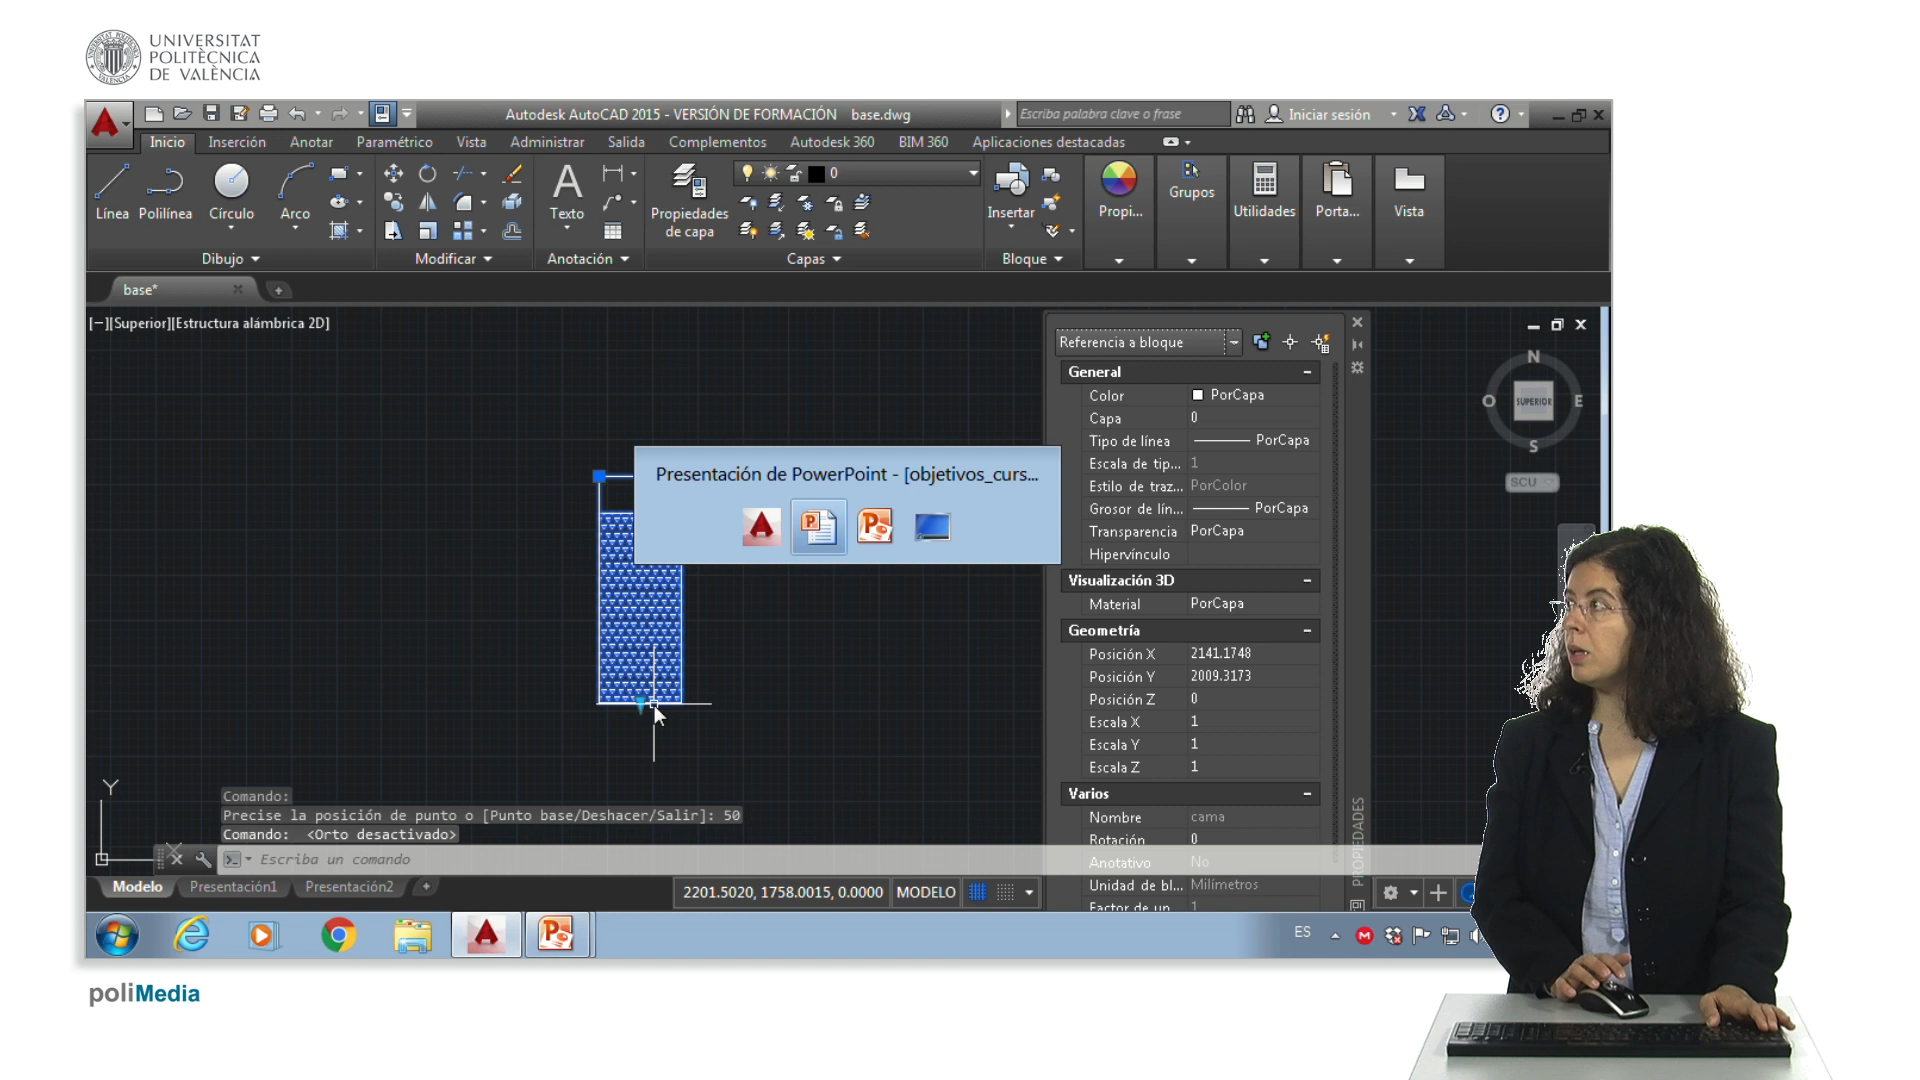 UNIVERSITAT
POLITÈCNICA
DE VALÈNCIA
Autodesk AutoCAD 2015 - VERSIÓN DE FORMACIÓN base.dwg
Escriba palabra clave o frase
Iniciar sesión
Inicio Inserción Anotar Paramétrico Vista Administrar Salida Complementos Autodesk 360 BIM 360 Aplicaciones destacadas
0
Línea Polilínea Círculo Arco
Texto
Propiedades de capa
Insertar
Propi...
Grupos
Utilidades
Porta...
Vista
Dibujo Modificar Anotación Capas Bloque
base*
[−][Superior][Estructura alámbrica 2D]
Referencia a bloque
General
Color PorCapa
Capa 0
Tipo de línea PorCapa
Escala de tip... 1
Estilo de traz... PorColor
Grosor de lín... PorCapa
Transparencia PorCapa
Hipervínculo
Visualización 3D
Material PorCapa
Geometría
Posición X 2141.1748
Posición Y 2009.3173
Posición Z 0
Escala X 1
Escala Y 1
Escala Z 1
Varios
Nombre cama
Rotación 0
Anotativo No
Unidad de bl... Milímetros
Factor de un... 1
PROPIEDADES
N
O SUPERIOR E
S
SCU
Presentación de PowerPoint - [objetivos_curs...
Y
X
Comando:
Precise la posición de punto o [Punto base/Deshacer/Salir]: 50
Comando: <Orto desactivado>
Escriba un comando
Modelo Presentación1 Presentación2
2201.5020, 1758.0015, 0.0000 MODELO
ES
poliMedia